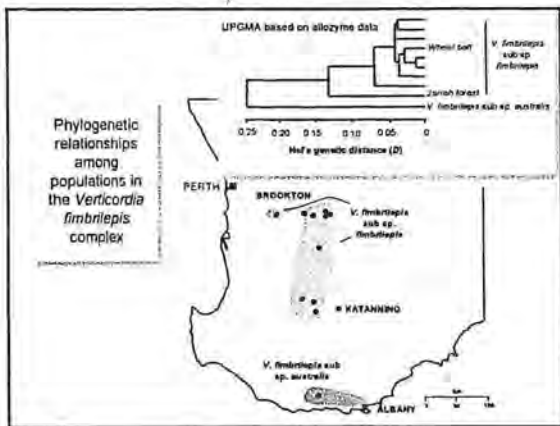 UPGMA based on allozyme data
Wheat belt
V. fimbrilepis
sub sp
fimbrilepis
Jarrah forest
V. fimbrilepis sub sp. australis
0.25 0.20 0.15 0.10 0.05 0
Nei's genetic distance (D)
Phylogenetic
relationships
among
populations in
the Verticordia
fimbrilepis
complex
PERTH
BROOKTON
V. fimbrilepis
sub sp.
fimbrilepis
KATANNING
V. fimbrilepis sub
sp. australis
ALBANY